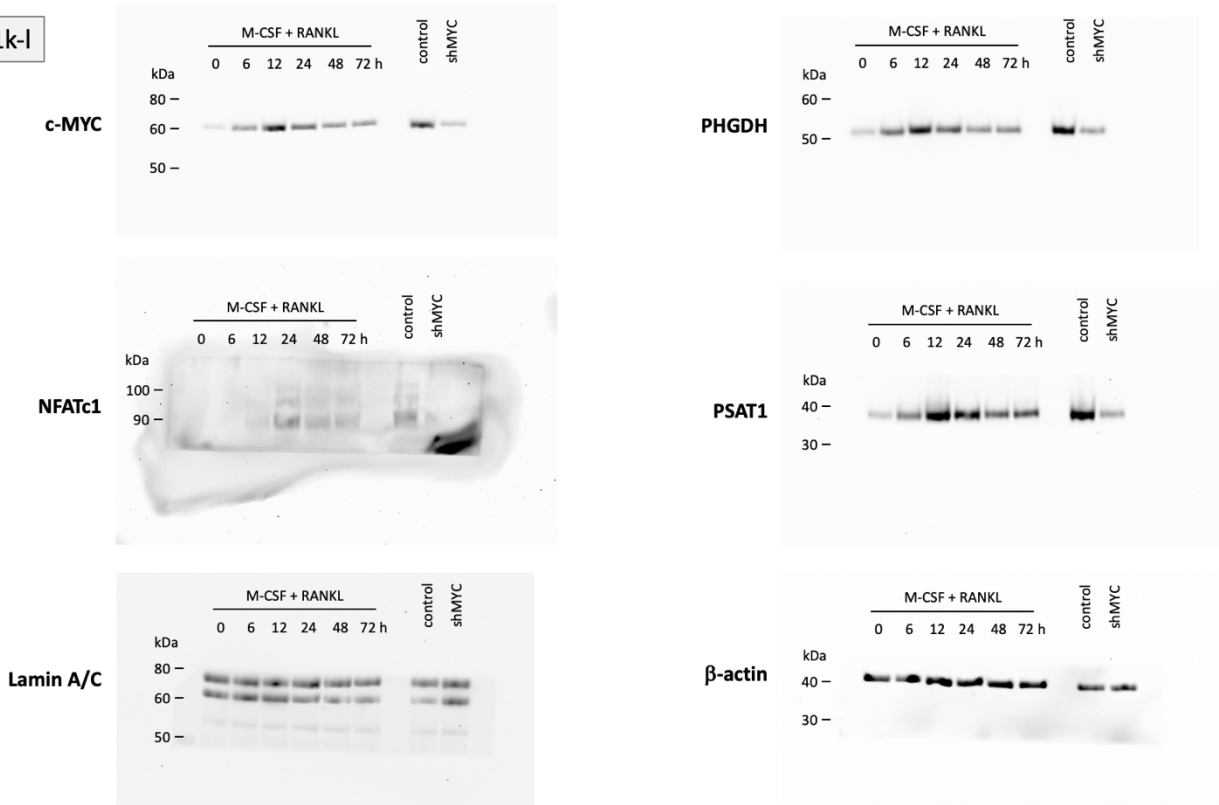 1k-l
M-CSF + RANKL
control
shMYC
0 6 12 24 48 72 h
kDa
80 –
c-MYC
60 –
50 –
M-CSF + RANKL
control
shMYC
0 6 12 24 48 72 h
kDa
60 –
PHGDH
50 –
M-CSF + RANKL
control
shMYC
0 6 12 24 48 72 h
kDa
100 –
NFATc1
90 –
M-CSF + RANKL
control
shMYC
0 6 12 24 48 72 h
kDa
40 –
PSAT1
30 –
M-CSF + RANKL
control
shMYC
0 6 12 24 48 72 h
kDa
80 –
Lamin A/C
60 –
50 –
M-CSF + RANKL
control
shMYC
0 6 12 24 48 72 h
kDa
β-actin
40 –
30 –